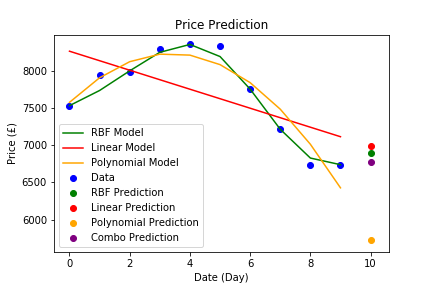 Price Prediction
Price (£)
8000
7500
7000
6500
6000
RBF Model
Linear Model
Polynomial Model
Data
RBF Prediction
Linear Prediction
Polynomial Prediction
Combo Prediction
0 2 4 6 8 10
Date (Day)